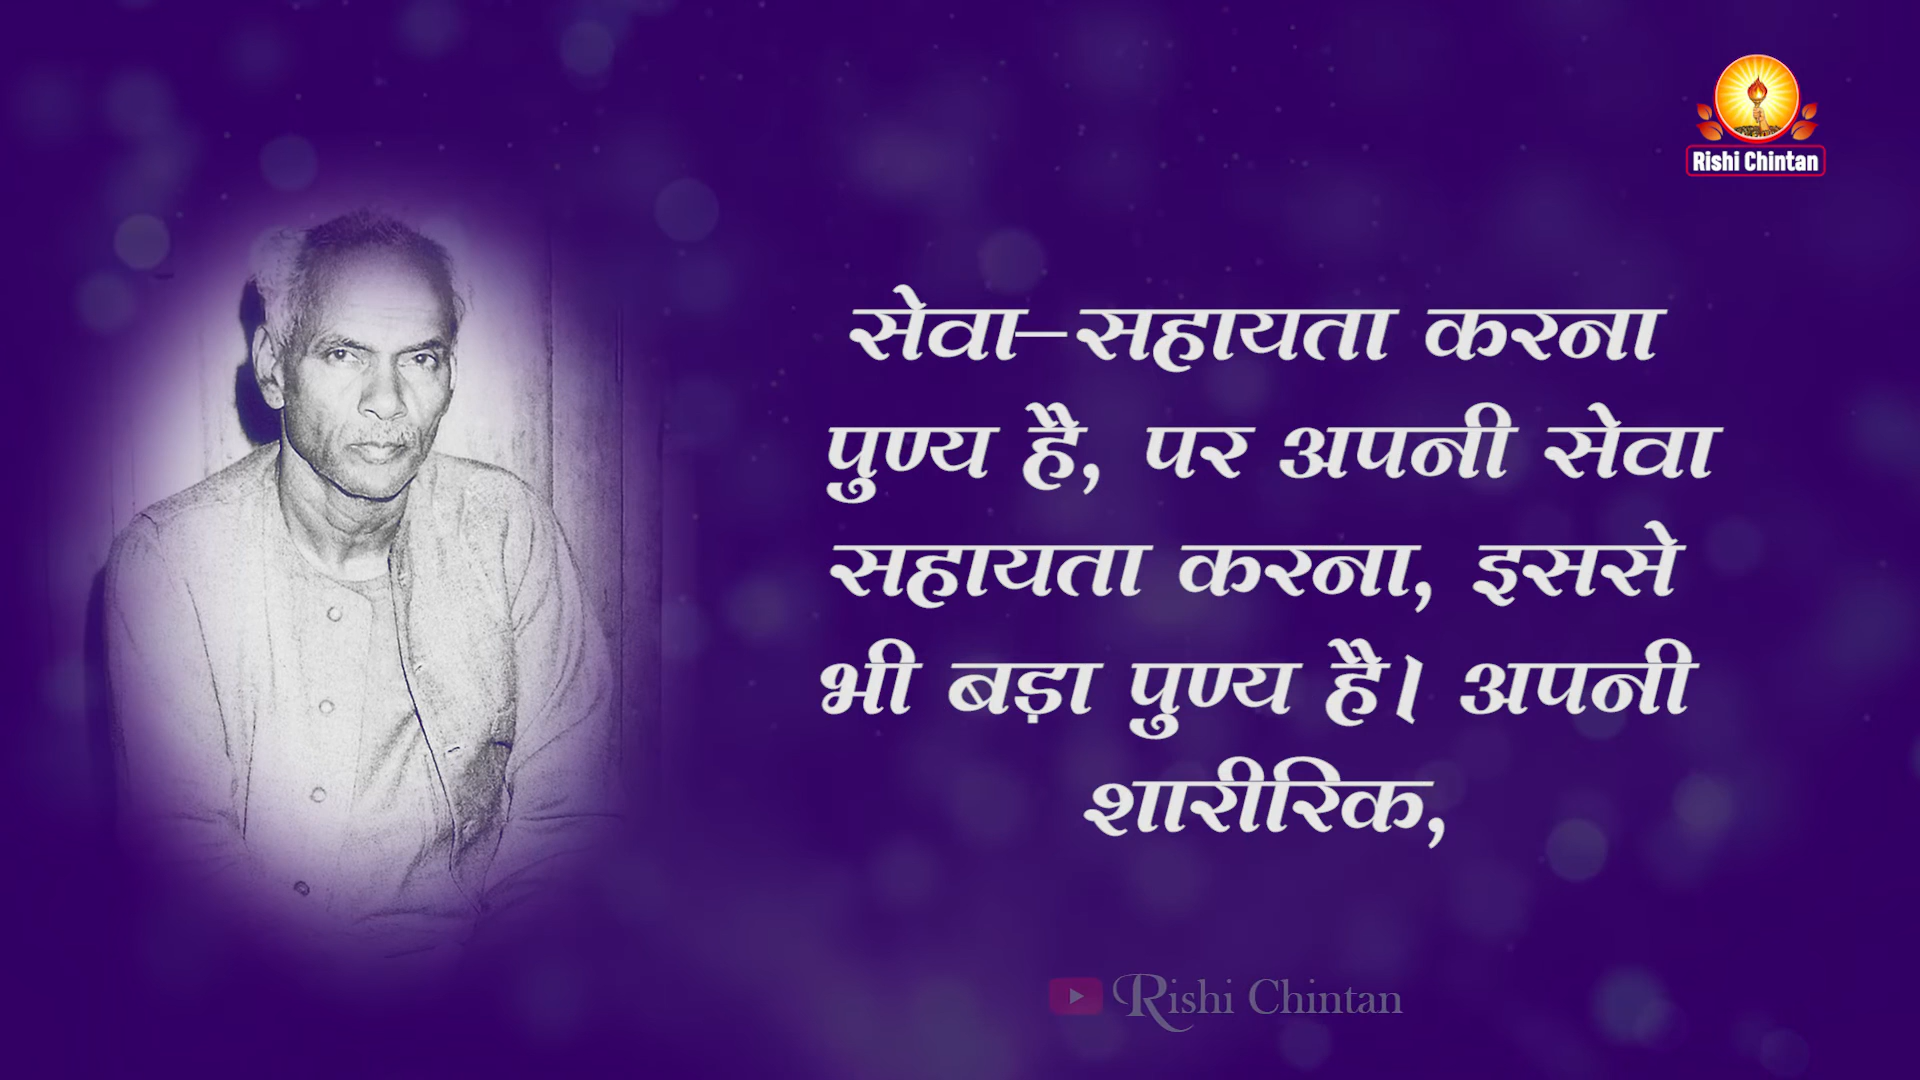 Rishi Chintan
सेवा-सहायता करना
पुण्य है, पर अपनी सेवा
सहायता करना, इससे
भी बड़ा पुण्य है। अपनी
शारीरिक,
Rishi Chintan